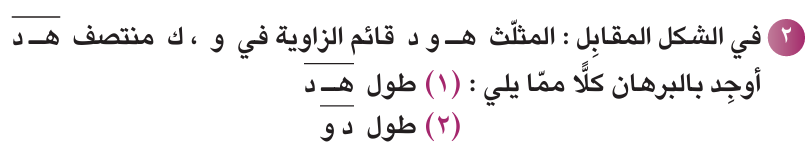 ٢ في الشكل المقابِل : المثلّث هـ و د قائم الزاوية في و ، ك منتصف هـ د
أوجِد بالبرهان كلًّا ممّا يلي : (١) طول هـ د
(٢) طول د و